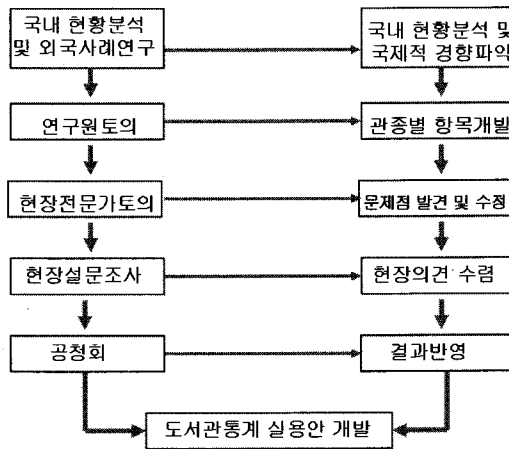 국내 현황분석
및 외국사례연구
국내 현황분석 및
국제적 경향파악
연구원토의
관종별 항목개발
현장전문가토의
문제점 발견 및 수정
현장설문조사
현장의견 수렴
공청회
결과반영
도서관통계 실용안 개발